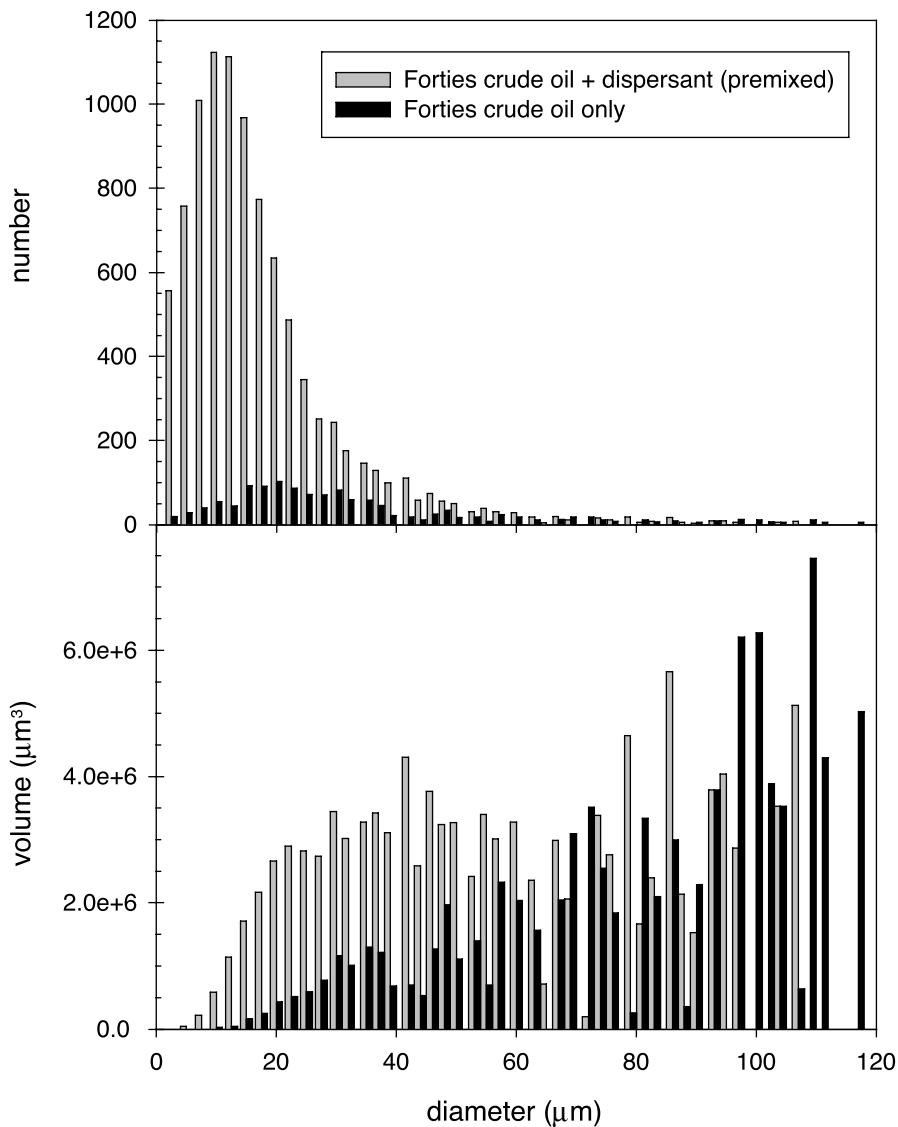 1200
1000
800
600
400
200
0
number
Forties crude oil + dispersant (premixed)
Forties crude oil only
6.0e+6
4.0e+6
2.0e+6
0.0
volume (μm³)
0 20 40 60 80 100 120
diameter (μm)